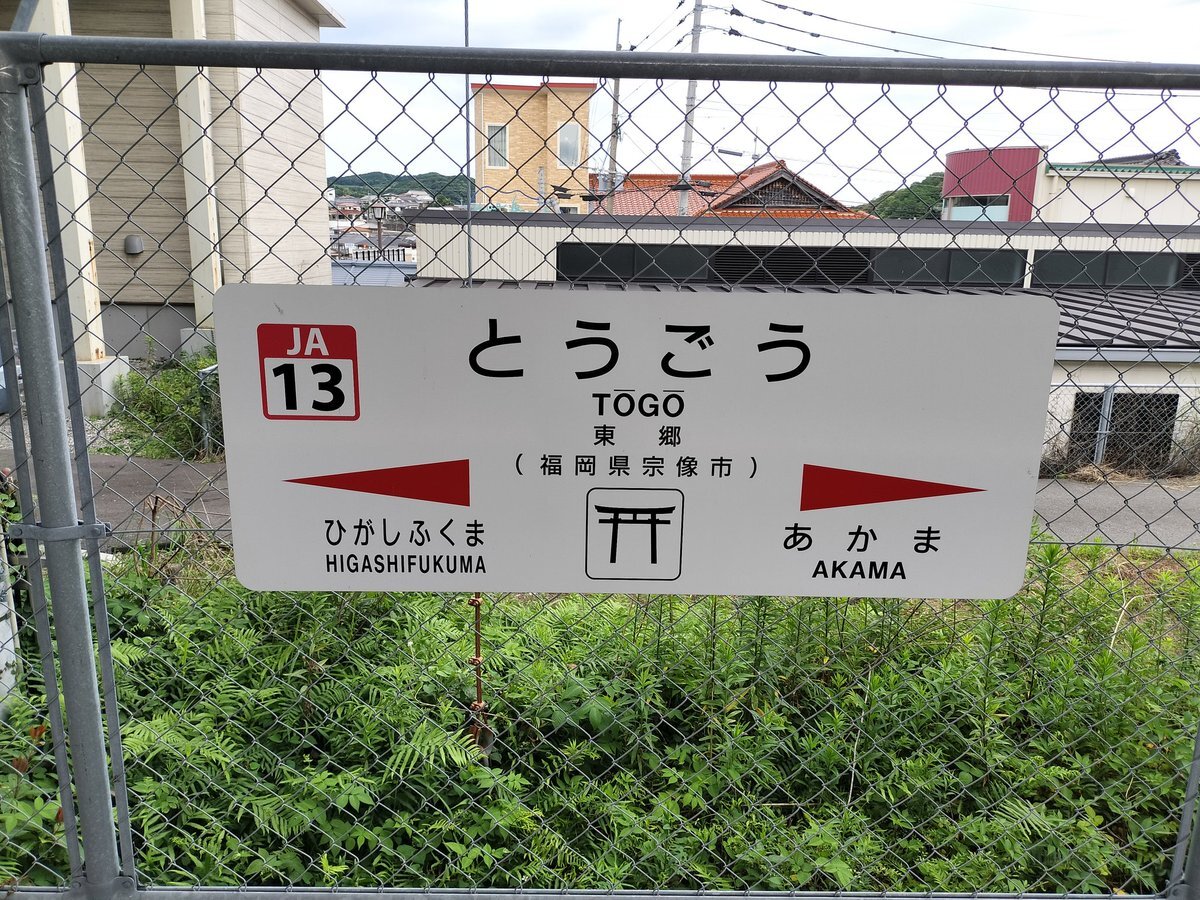 JA
13
とうごう
TŌGŌ
東郷
(福岡県宗像市)
ひがしふくま
HIGASHIFUKUMA
あかま
AKAMA